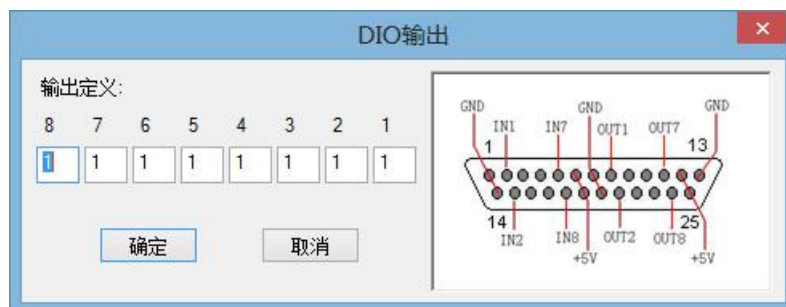 DIO输出
输出定义:
8 7 6 5 4 3 2 1
1 1 1 1 1 1 1 1
确定 取消
GND GND GND
IN1 IN7 OUT1 OUT7
1 13
14 25
IN2 IN8 OUT2 OUT8
+5V +5V